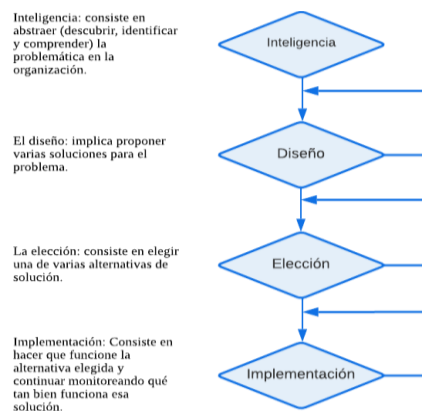 Inteligencia: consiste en
abstraer (descubrir, identificar
y comprender) la
problemática en la
organización.
Inteligencia
El diseño: implica proponer
varias soluciones para el
problema.
Diseño
La elección: consiste en elegir
una de varias alternativas de
solución.
Elección
Implementación: Consiste en
hacer que funcione la
alternativa elegida y
continuar monitoreando qué
tan bien funciona esa
solución.
Implementación